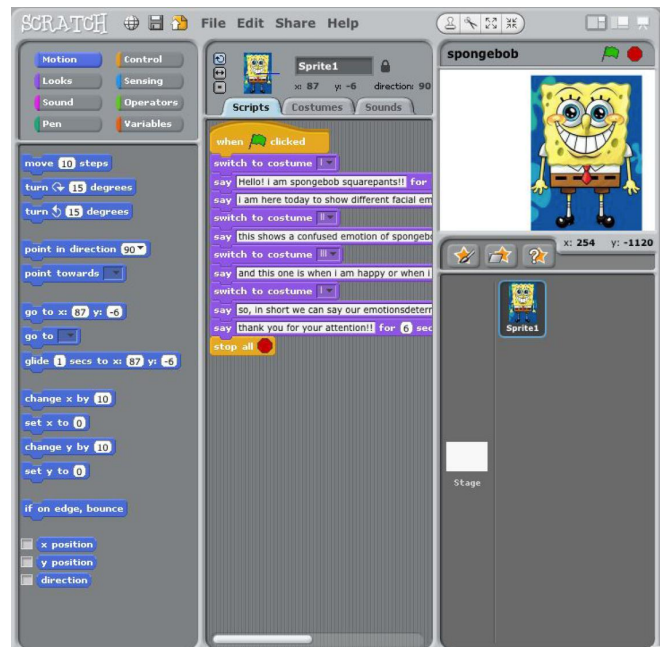 SCRATCH File Edit Share Help
Motion Control
Looks Sensing
Sound Operators
Pen Variables
move 10 steps
turn 15 degrees
turn 15 degrees
point in direction 90
point towards
go to x: 87 y: -6
go to
glide 1 secs to x: 87 y: -6
change x by 10
set x to 0
change y by 10
set y to 0
if on edge, bounce
x position
y position
direction
Sprite1
x: 87 y: -6 direction: 90
Scripts Costumes Sounds
when clicked
switch to costume I
say Hello! i am spongebob squarepants!! for
say i am here today to show different facial em
switch to costume II
say this shows a confused emotion of spongebo
switch to costume III
say and this one is when i am happy or when i
switch to costume I
say so, in short we can say our emotionsdeterr
say thank you for your attention!! for 6 sec
stop all
spongebob
x: 254 y: -1120
Sprite1
Stage